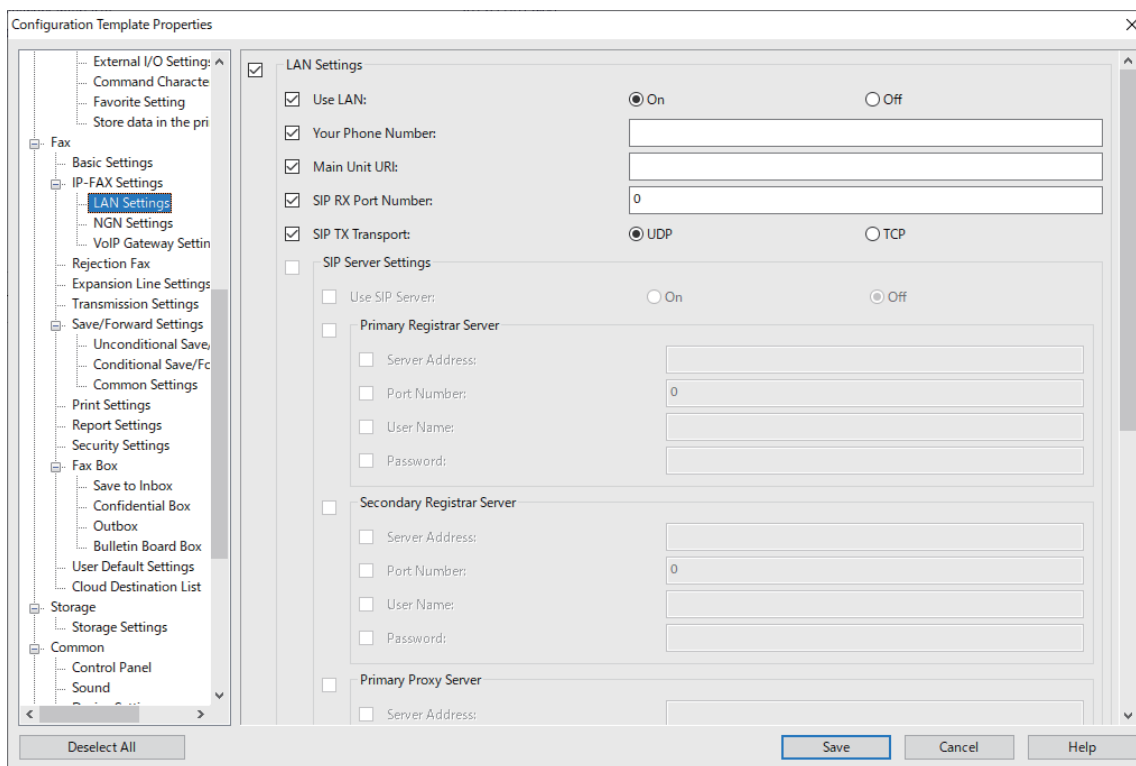 Configuration Template Properties
External I/O Setting
Command Characte
Favorite Setting
Store data in the pri
Fax
Basic Settings
IP-FAX Settings
LAN Settings
NGN Settings
VoIP Gateway Settin
Rejection Fax
Expansion Line Settings
Transmission Settings
Save/Forward Settings
Unconditional Save/
Conditional Save/Fo
Common Settings
Print Settings
Report Settings
Security Settings
Fax Box
Save to Inbox
Confidential Box
Outbox
Bulletin Board Box
User Default Settings
Cloud Destination List
Storage
Storage Settings
Common
Control Panel
Sound
LAN Settings
Use LAN: On Off
Your Phone Number:
Main Unit URI:
SIP RX Port Number: 0
SIP TX Transport: UDP TCP
SIP Server Settings
Use SIP Server: On Off
Primary Registrar Server
Server Address:
Port Number: 0
User Name:
Password:
Secondary Registrar Server
Server Address:
Port Number: 0
User Name:
Password:
Primary Proxy Server
Server Address:
Deselect All Save Cancel Help